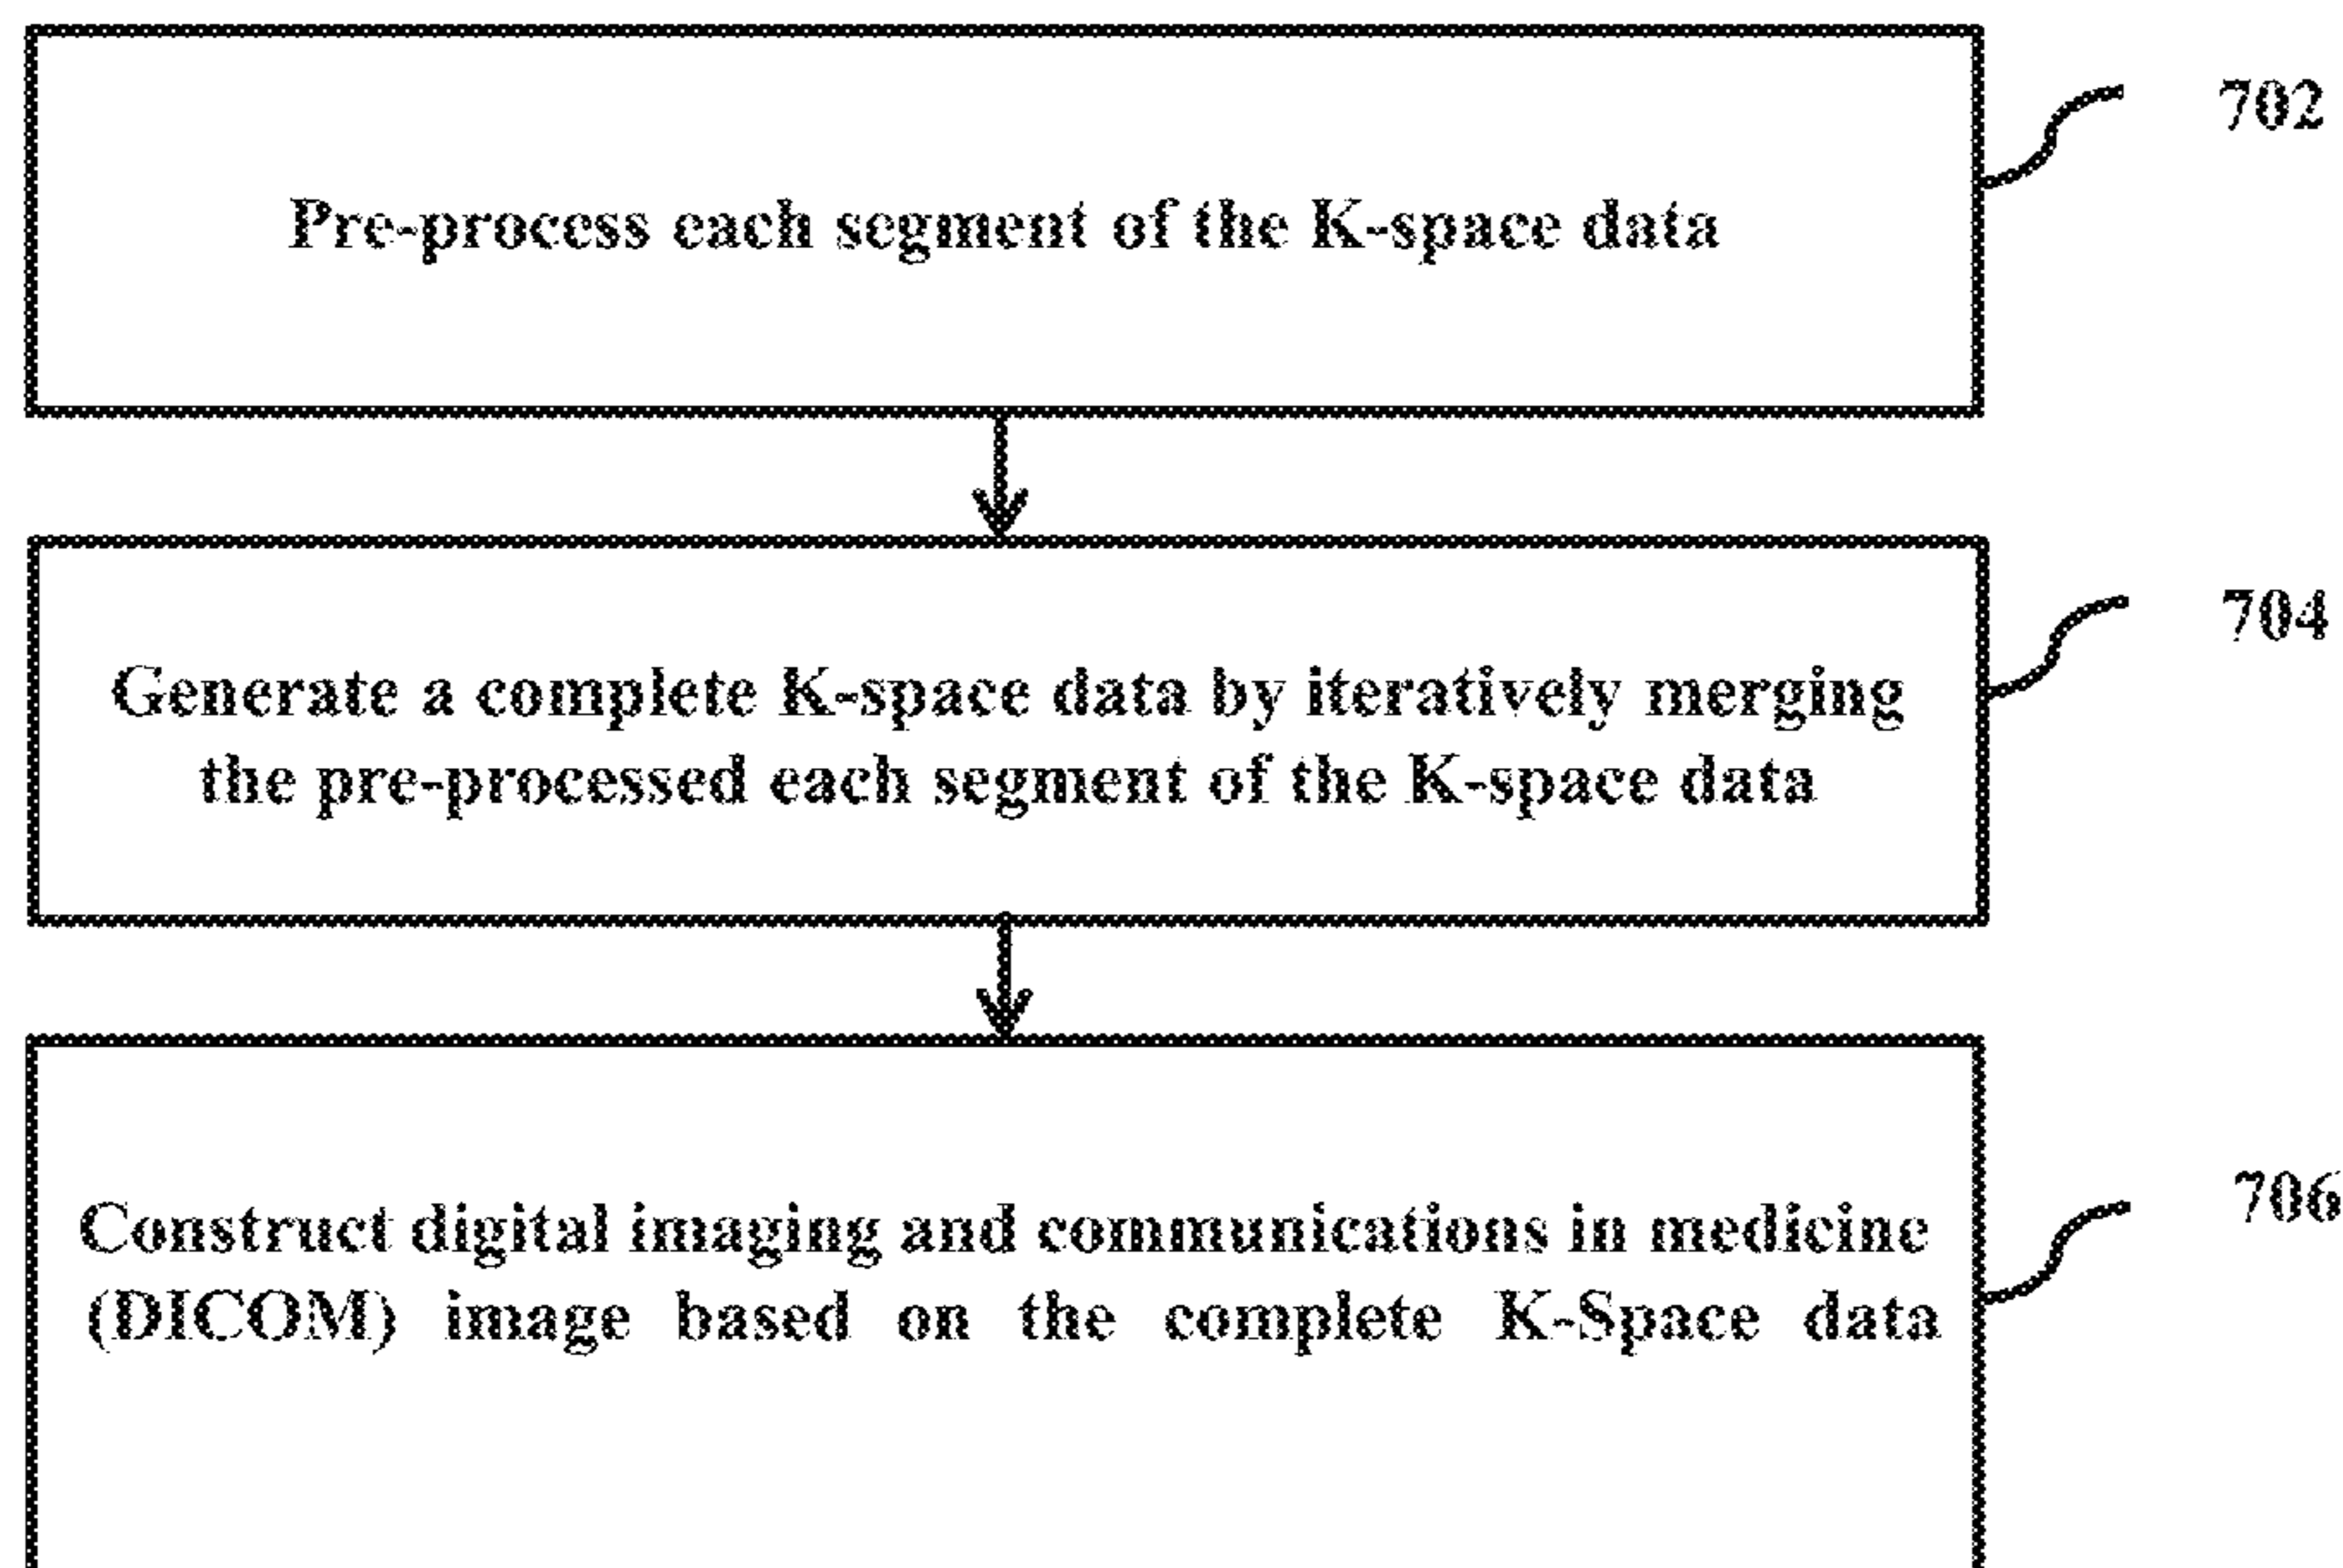 702
Pre-process each segment of the K-space data
704
Generate a complete K-space data by iteratively merging
the pre-processed each segment of the K-space data
706
Construct digital imaging and communications in medicine
(DICOM) image based on the complete K-Space data